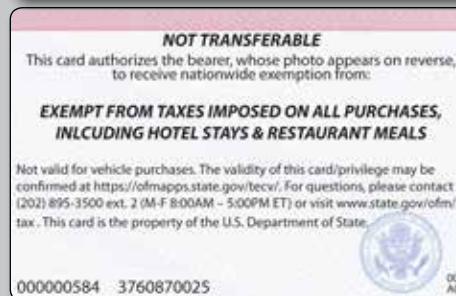 NOT TRANSFERABLE
This card authorizes the bearer, whose photo appears on reverse,
to receive nationwide exemption from:
EXEMPT FROM TAXES IMPOSED ON ALL PURCHASES,
INLCUDING HOTEL STAYS & RESTAURANT MEALS
Not valid for vehicle purchases. The validity of this card/privilege may be
confirmed at https://ofmapps.state.gov/tecv/. For questions, please contact
(202) 895-3500 ext. 2 (M-F 8:00AM – 5:00PM ET) or visit www.state.gov/ofm/
tax . This card is the property of the U.S. Department of State.
000000584 3760870025